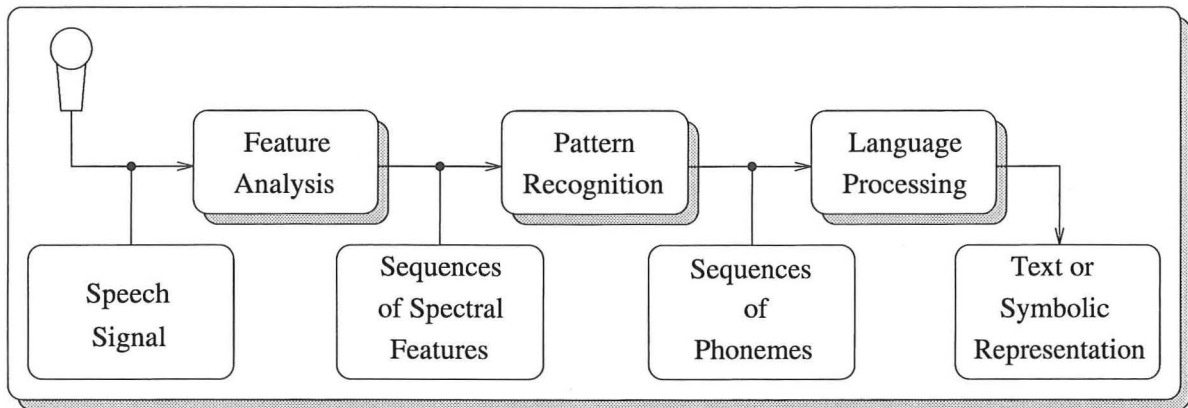 Feature
Analysis
Pattern
Recognition
Language
Processing
Speech
Signal
Sequences
of Spectral
Features
Sequences
of
Phonemes
Text or
Symbolic
Representation